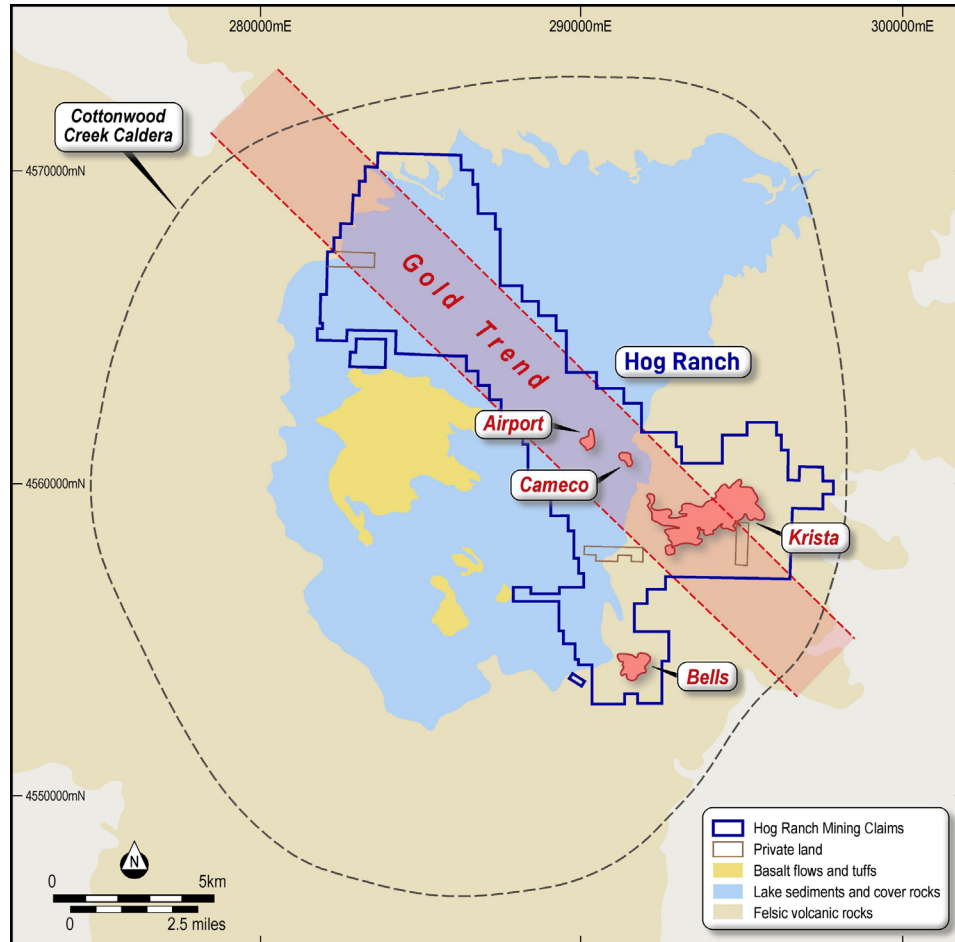 280000mE
290000mE
300000mE
Cottonwood
Creek Caldera
4570000mN
Gold Trend
Hog Ranch
Airport
Cameco
4560000mN
Krista
Bells
4550000mN
N
0
5km
0
2.5 miles
Hog Ranch Mining Claims
Private land
Basalt flows and tuffs
Lake sediments and cover rocks
Felsic volcanic rocks